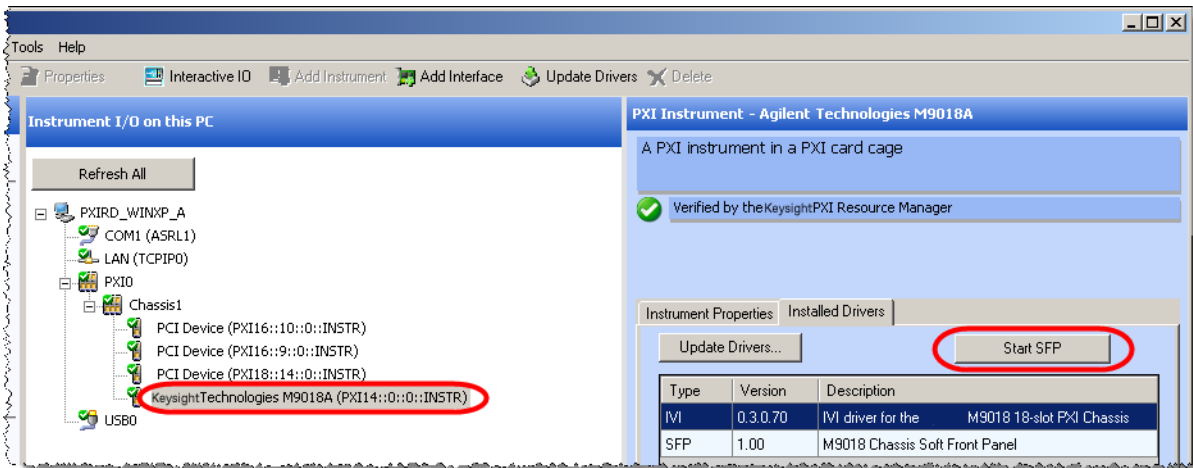 Tools Help
Properties Interactive IO Add Instrument Add Interface Update Drivers Delete
Instrument I/O on this PC
Refresh All
PXIRD_WINXP_A
COM1 (ASRL1)
LAN (TCPIP0)
PXI0
Chassis1
PCI Device (PXI16::10::0::INSTR)
PCI Device (PXI16::9::0::INSTR)
PCI Device (PXI18::14::0::INSTR)
KeysightTechnologies M9018A (PXI14::0::0::INSTR)
USB0
PXI Instrument - Agilent Technologies M9018A
A PXI instrument in a PXI card cage
Verified by theKeysightPXI Resource Manager
Instrument Properties Installed Drivers
Update Drivers... Start SFP
Type Version Description
IVI 0.3.0.70 IVI driver for the M9018 18-slot PXI Chassis
SFP 1.00 M9018 Chassis Soft Front Panel